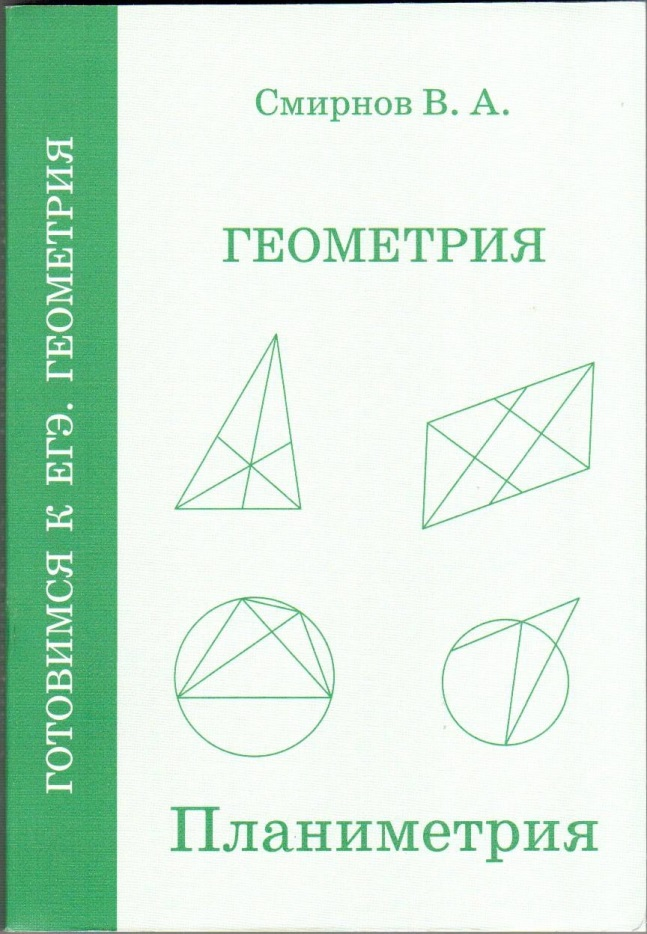 ГОТОВИМСЯ К ЕГЭ. ГЕОМЕТРИЯ
Смирнов В. А.
ГЕОМЕТРИЯ
Планиметрия